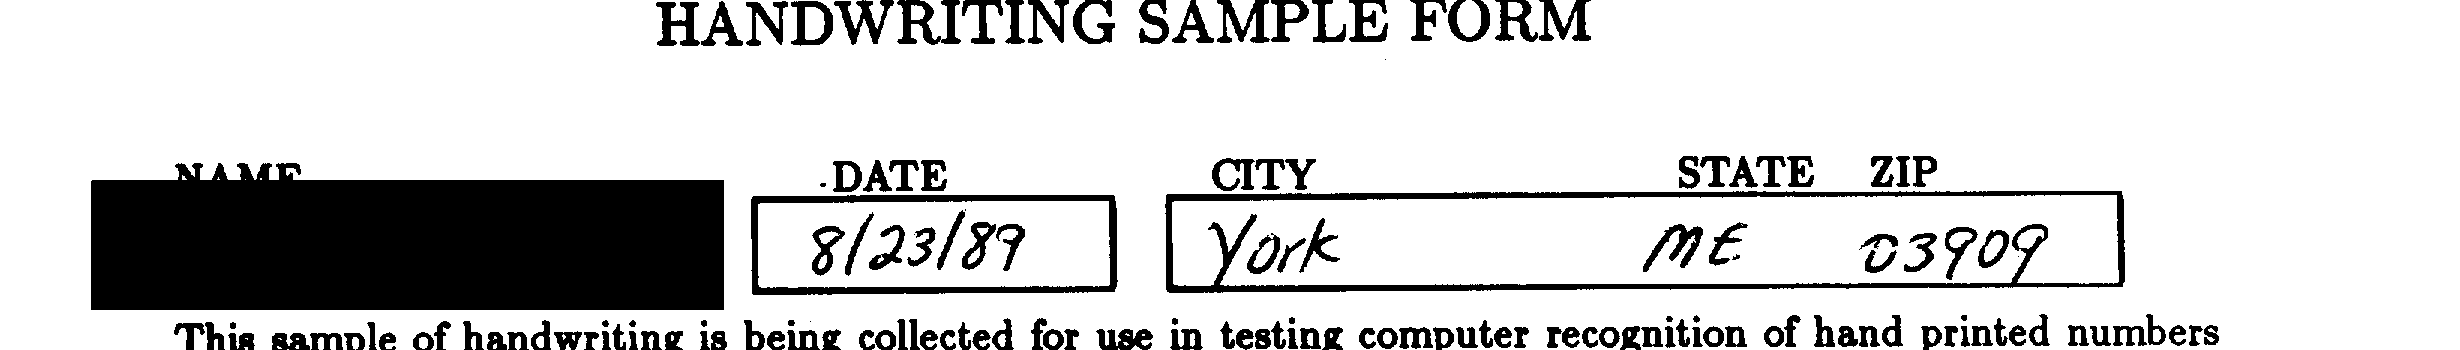 HANDWRITING SAMPLE FORM
NAME DATE CITY STATE ZIP
8/23/89 York ME 03909
This sample of handwriting is being collected for use in testing computer recognition of hand printed numbers